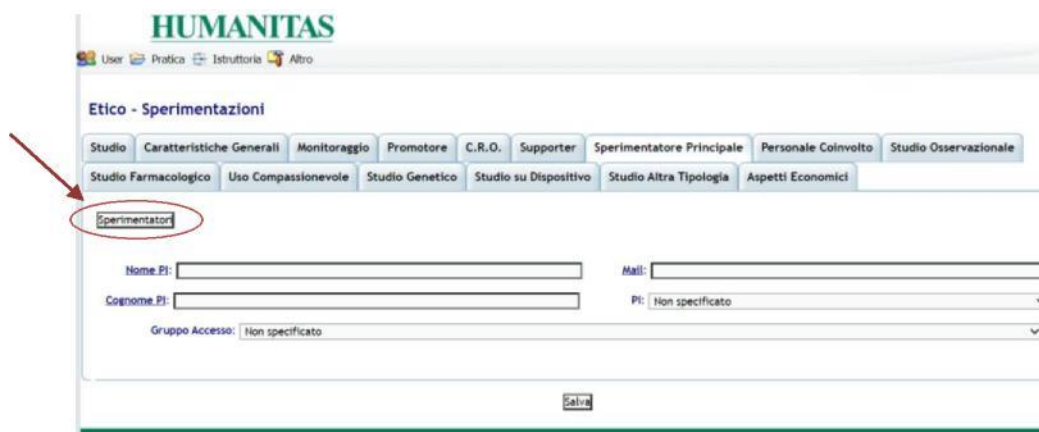 HUMANITAS
User Pratica Istruttoria Altro
Etico - Sperimentazioni
Studio Caratteristiche Generali Monitoraggio Promotore C.R.O. Supporter Sperimentatore Principale Personale Coinvolto Studio Osservazionale
Studio Farmacologico Uso Compassionevole Studio Genetico Studio su Dispositivo Studio Altra Tipologia Aspetti Economici
Sperimentatori
Nome PI: Mail:
Cognome PI: PI: Non specificato
Gruppo Accesso: Non specificato
Salva